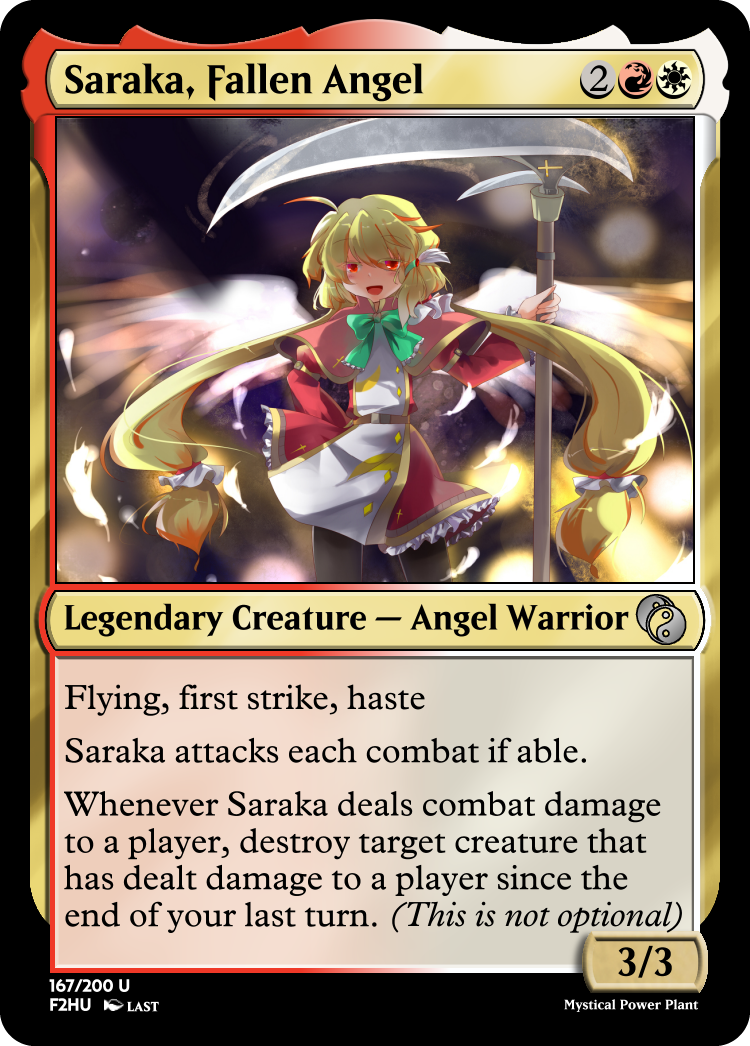 Saraka, Fallen Angel 2
Legendary Creature — Angel Warrior
Flying, first strike, haste
Saraka attacks each combat if able.
Whenever Saraka deals combat damage
to a player, destroy target creature that
has dealt damage to a player since the
end of your last turn. (This is not optional)
3/3
167/200 U
F2HU LAST
Mystical Power Plant